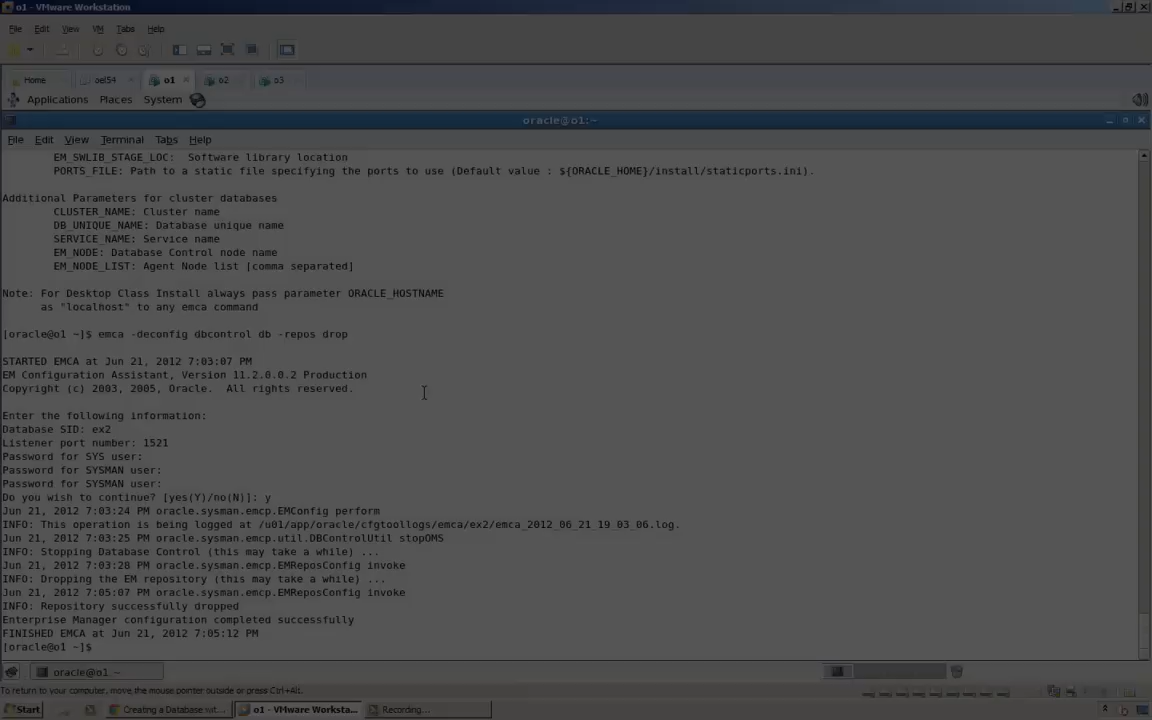 o1 - VMware Workstation
File Edit View VM Tabs Help
Home oel54 o1 o2 o3
Applications Places System
oracle@o1:~
File Edit View Terminal Tabs Help
EM_SWLIB_STAGE_LOC: Software library location
PORTS_FILE: Path to a static file specifying the ports to use (Default value : ${ORACLE_HOME}/install/staticports.ini).
Additional Parameters for cluster databases
CLUSTER_NAME: Cluster name
DB_UNIQUE_NAME: Database unique name
SERVICE_NAME: Service name
EM_NODE: Database Control node name
EM_NODE_LIST: Agent Node list [comma separated]
Note: For Desktop Class Install always pass parameter ORACLE_HOSTNAME
as "localhost" to any emca command
[oracle@o1 ~]$ emca -deconfig dbcontrol db -repos drop
STARTED EMCA at Jun 21, 2012 7:03:07 PM
EM Configuration Assistant, Version 11.2.0.0.2 Production
Copyright (c) 2003, 2005, Oracle. All rights reserved.
Enter the following information:
Database SID: ex2
Listener port number: 1521
Password for SYS user:
Password for SYSMAN user:
Password for SYSMAN user:
Do you wish to continue? [yes(Y)/no(N)]: y
Jun 21, 2012 7:03:24 PM oracle.sysman.emcp.EMConfig perform
INFO: This operation is being logged at /u01/app/oracle/cfgtoollogs/emca/ex2/emca_2012_06_21_19_03_06.log.
Jun 21, 2012 7:03:25 PM oracle.sysman.emcp.util.DBControlUtil stopOMS
INFO: Stopping Database Control (this may take a while) ...
Jun 21, 2012 7:03:28 PM oracle.sysman.emcp.EMReposConfig invoke
INFO: Dropping the EM repository (this may take a while) ...
Jun 21, 2012 7:05:07 PM oracle.sysman.emcp.EMReposConfig invoke
INFO: Repository successfully dropped
Enterprise Manager configuration completed successfully
FINISHED EMCA at Jun 21, 2012 7:05:12 PM
[oracle@o1 ~]$
oracle@o1:~
To return to your computer, move the mouse pointer outside or press Ctrl+Alt.
Start Creating a Database wit... o1 - VMware Worksta... Recording...